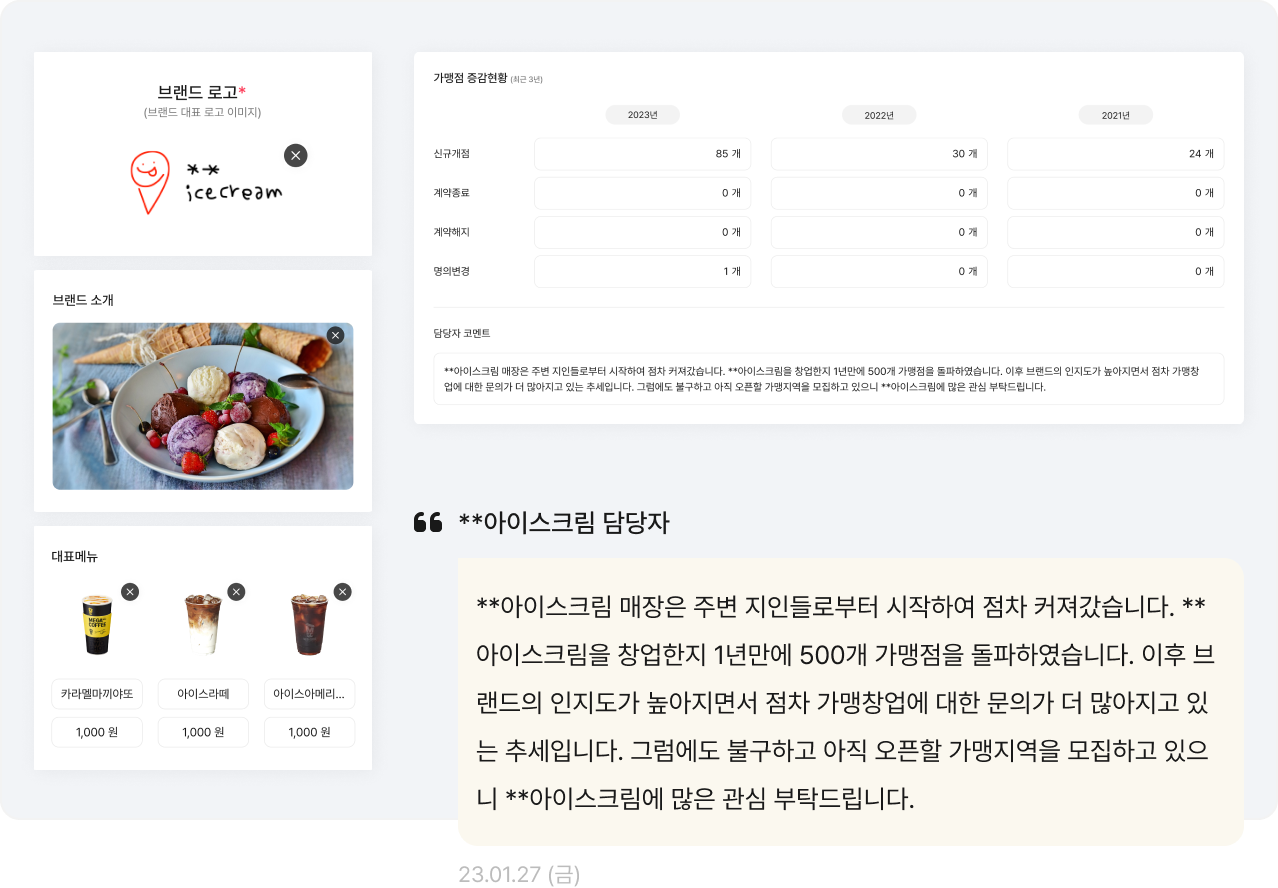 브랜드 로고*
(브랜드 대표 로고 이미지)
**
icecream
브랜드 소개
대표메뉴
MEGA
COFFEE
카라멜마끼야또
아이스라떼
아이스아메리...
1,000 원
1,000 원
1,000 원
가맹점 증감현황 (최근 3년)
2023년
2022년
2021년
신규개점
85 개
30 개
24 개
계약종료
0 개
0 개
0 개
계약해지
0 개
0 개
0 개
명의변경
1 개
0 개
0 개
담당자 코멘트
**아이스크림 매장은 주변 지인들로부터 시작하여 점차 커져갔습니다. **아이스크림을 창업한지 1년만에 500개 가맹점을 돌파하였습니다. 이후 브랜드의 인지도가 높아지면서 점차 가맹창
업에 대한 문의가 더 많아지고 있는 추세입니다. 그럼에도 불구하고 아직 오픈할 가맹지역을 모집하고 있으니 **아이스크림에 많은 관심 부탁드립니다.
**아이스크림 담당자
**아이스크림 매장은 주변 지인들로부터 시작하여 점차 커져갔습니다. **
아이스크림을 창업한지 1년만에 500개 가맹점을 돌파하였습니다. 이후 브
랜드의 인지도가 높아지면서 점차 가맹창업에 대한 문의가 더 많아지고 있
는 추세입니다. 그럼에도 불구하고 아직 오픈할 가맹지역을 모집하고 있으
니 **아이스크림에 많은 관심 부탁드립니다.
23.01.27 (금)